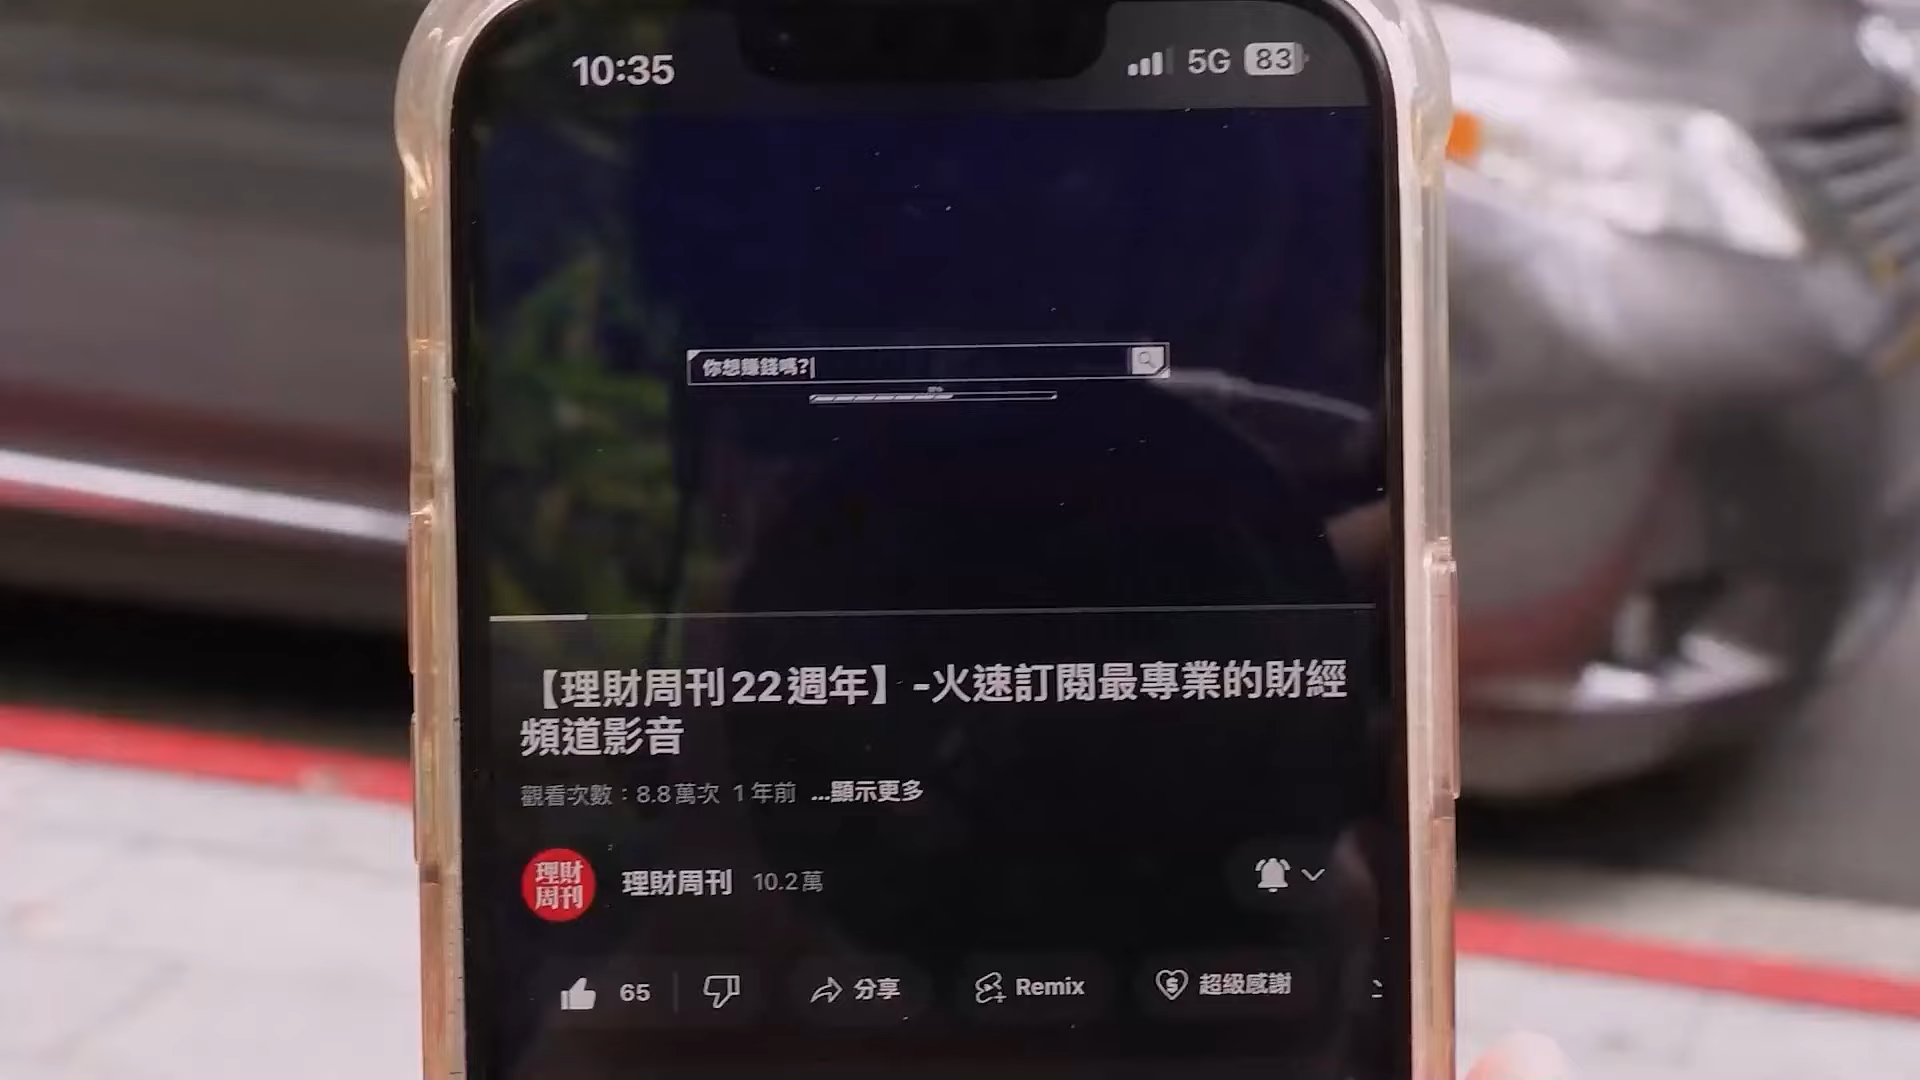 10:35
5G 83
你想賺錢嗎?
【理財周刊22週年】-火速訂閱最專業的財經
頻道影音
觀看次數：8.8萬次 1年前 ...顯示更多
理財
周刊
理財周刊 10.2萬
65 分享 Remix 超級感謝